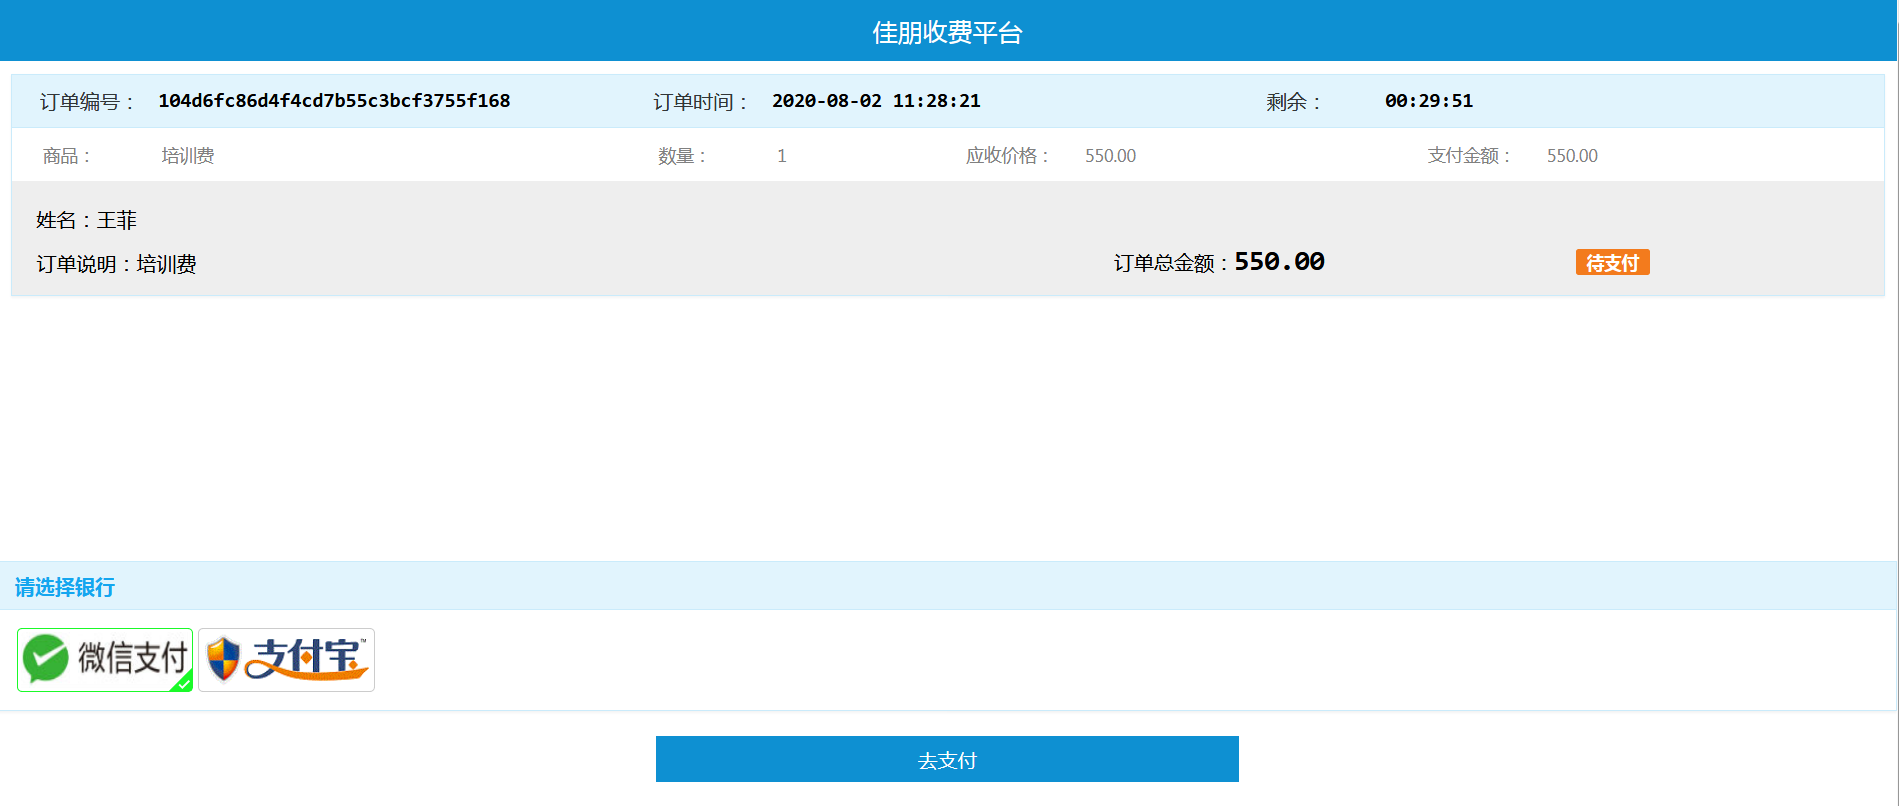 佳朋收费平台
订单编号： 104d6fc86d4f4cd7b55c3bcf3755f168 订单时间： 2020-08-02 11:28:21 剩余： 00:29:51
商品： 培训费 数量： 1 应收价格： 550.00 支付金额： 550.00
姓名：王菲
订单说明：培训费 订单总金额：550.00 待支付
请选择银行
微信支付 支付宝™
去支付